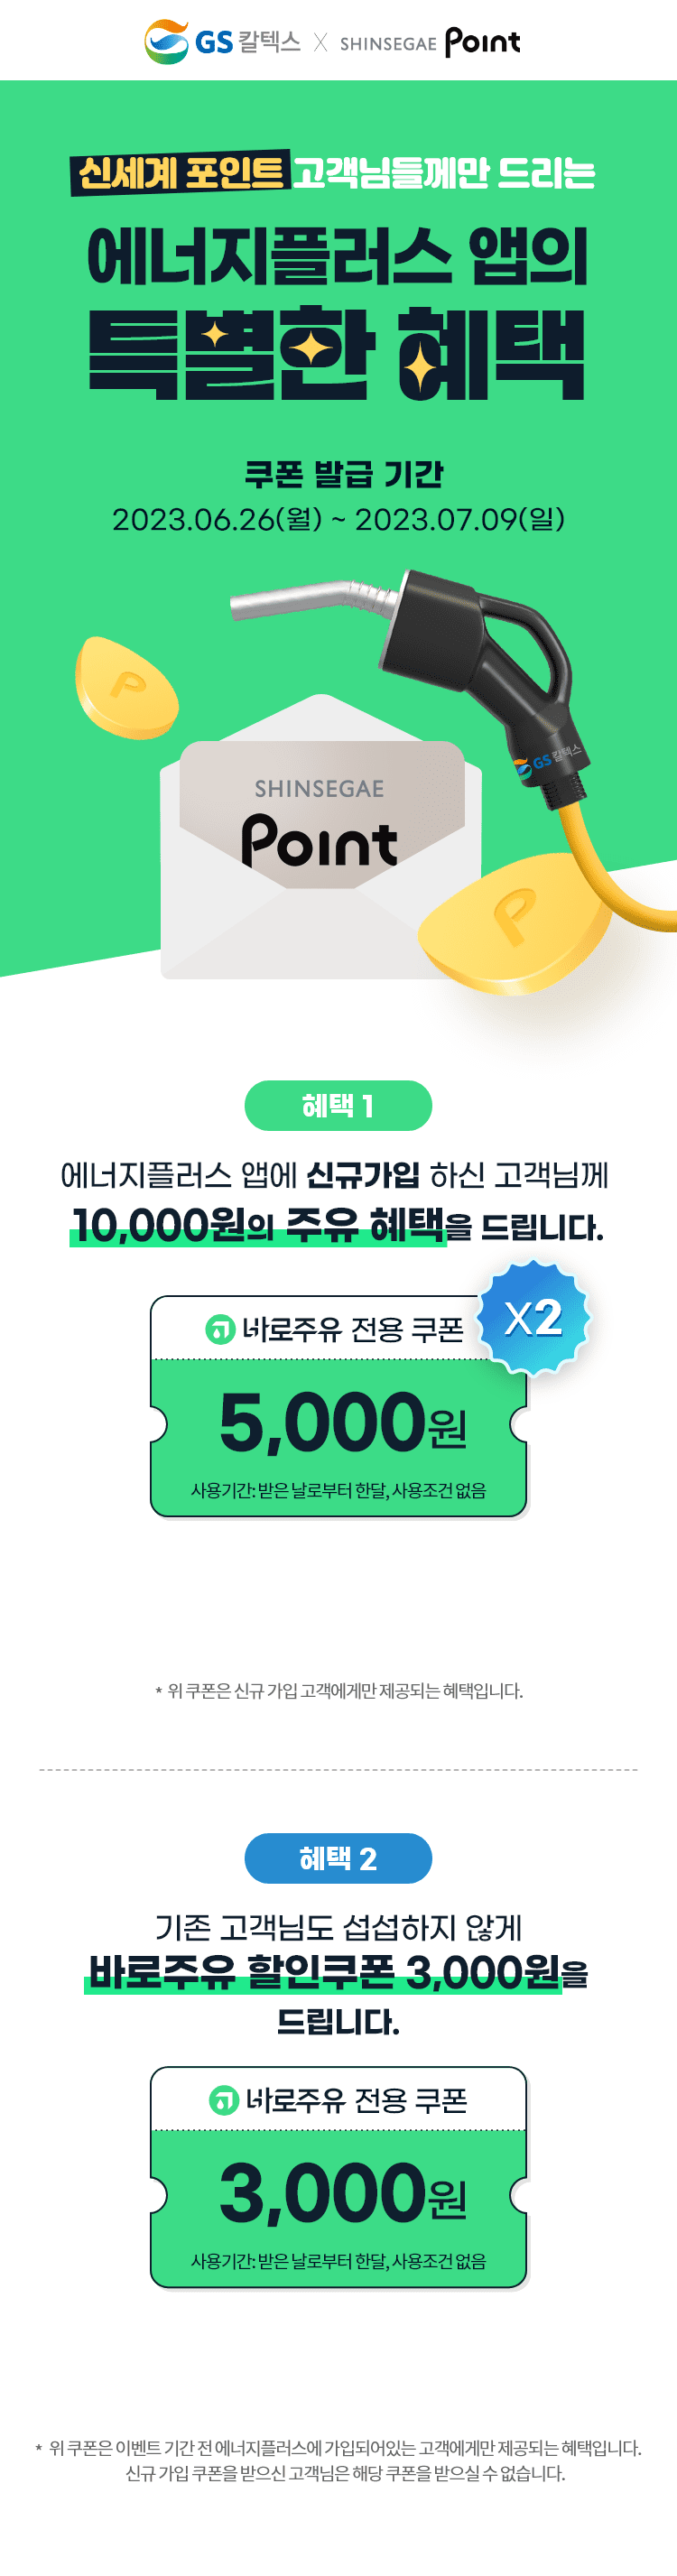 GS 칼텍스 X SHINSEGAE Point
신세계 포인트 고객님들께만 드리는
에너지플러스 앱의
특별한 혜택
쿠폰 발급 기간
2023.06.26(월) ~ 2023.07.09(일)
P
GS 칼텍스
SHINSEGAE
Point
P
혜택 1
에너지플러스 앱에 신규가입 하신 고객님께
10,000원의 주유 혜택을 드립니다.
X2
바로주유 전용 쿠폰
5,000원
사용기간: 받은 날로부터 한달, 사용조건 없음
* 위 쿠폰은 신규 가입 고객에게만 제공되는 혜택입니다.
혜택 2
기존 고객님도 섭섭하지 않게
바로주유 할인쿠폰 3,000원을
드립니다.
바로주유 전용 쿠폰
3,000원
사용기간: 받은 날로부터 한달, 사용조건 없음
* 위 쿠폰은 이벤트 기간 전 에너지플러스에 가입되어있는 고객에게만 제공되는 혜택입니다.
신규 가입 쿠폰을 받으신 고객님은 해당 쿠폰을 받으실 수 없습니다.